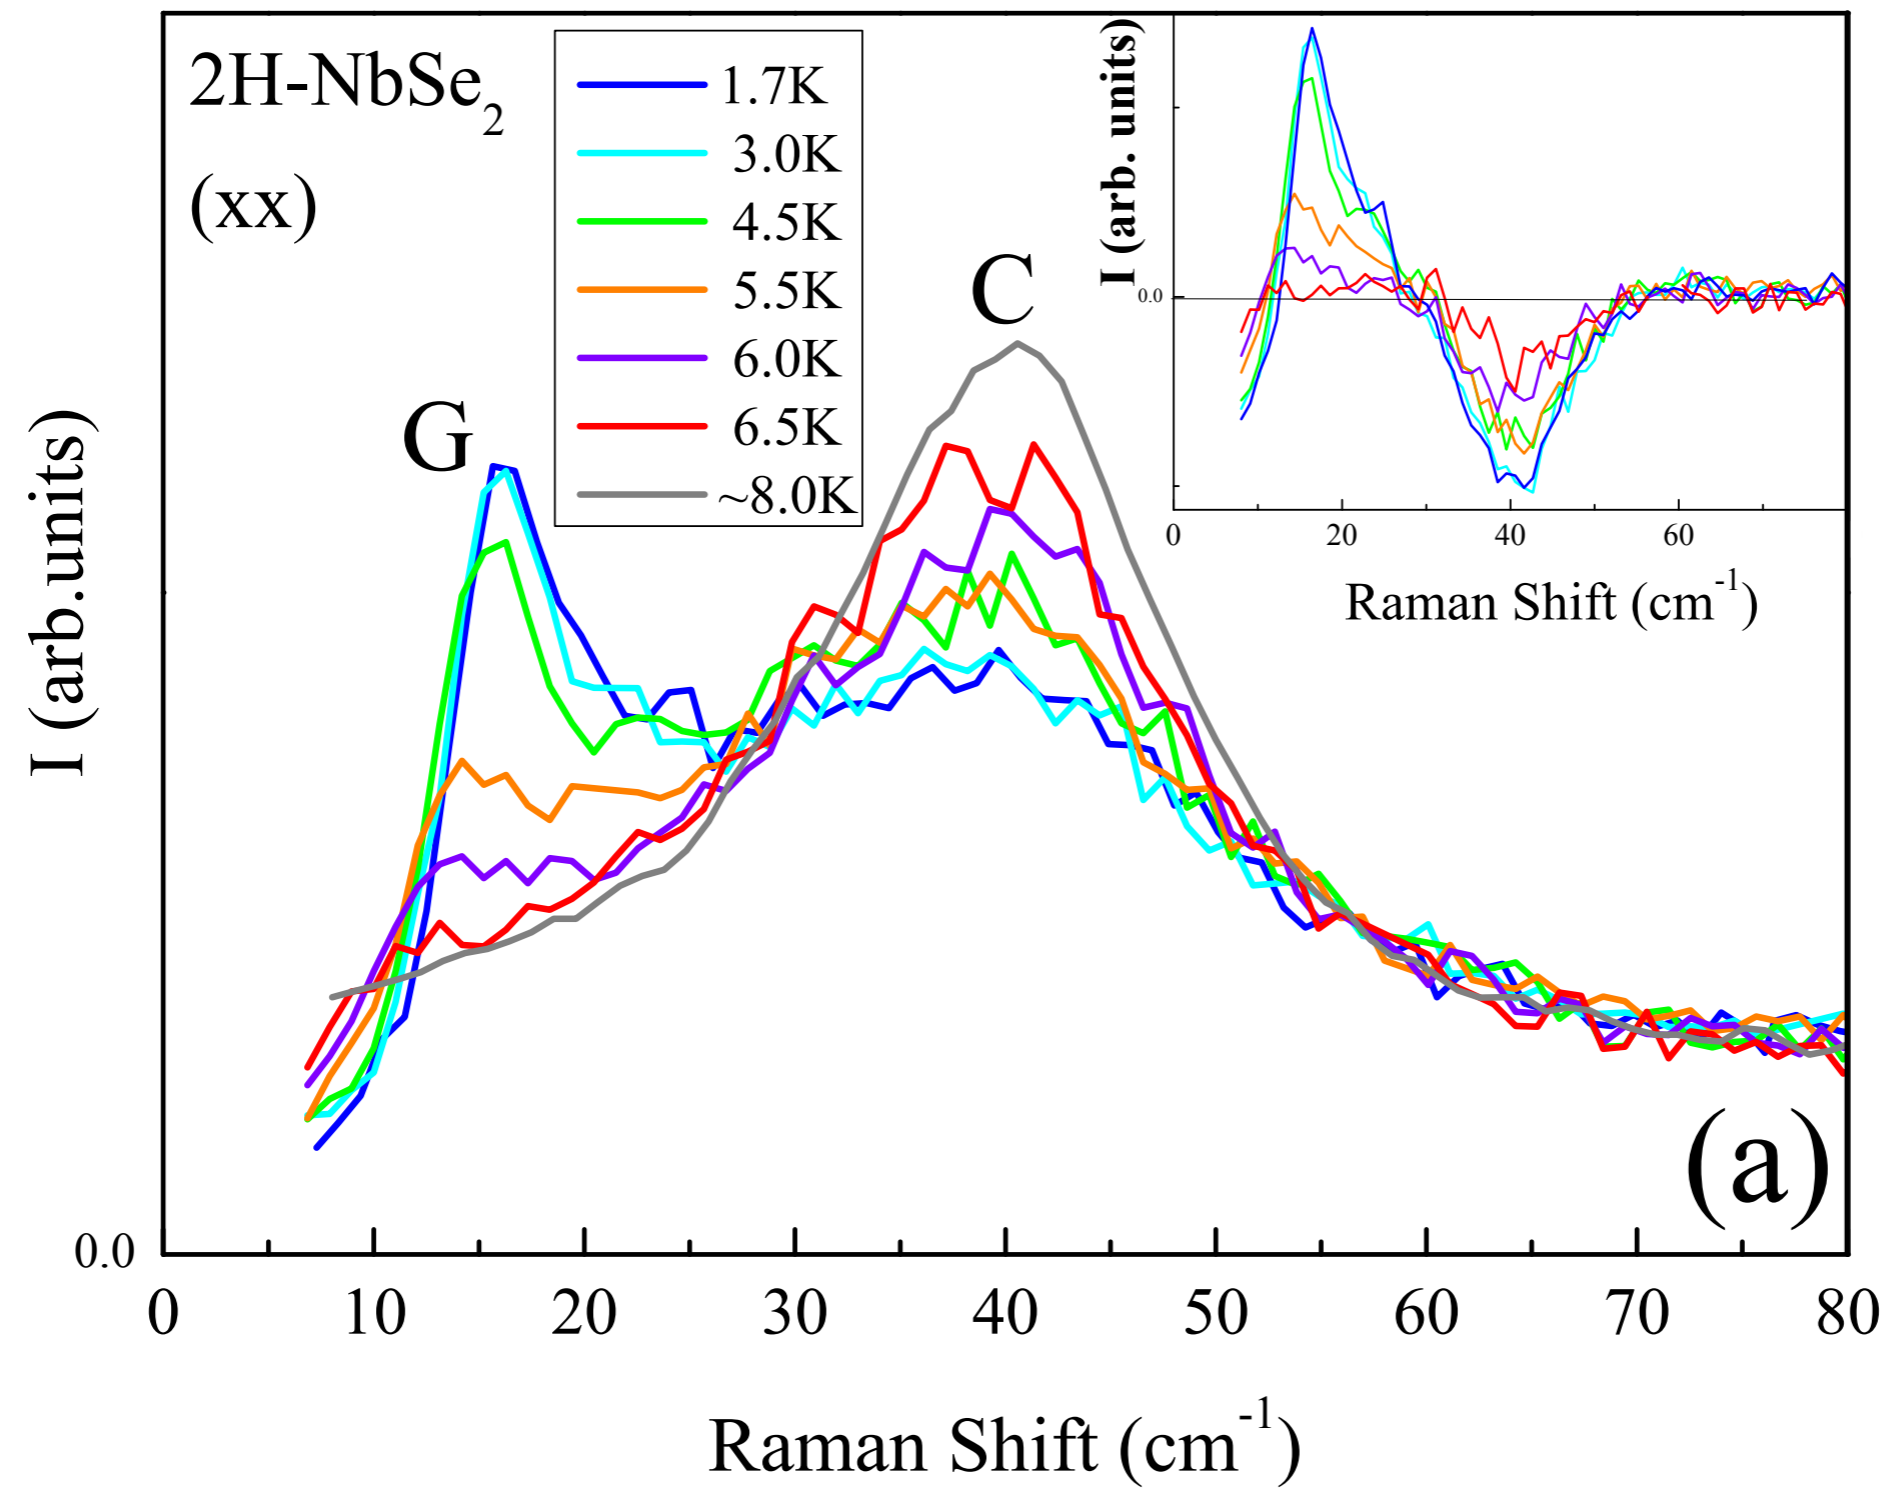 2H-NbSe₂
(xx)
1.7K
3.0K
4.5K
5.5K
6.0K
6.5K
~8.0K
G
C
I (arb. units)
0.0
0 20 40 60
Raman Shift (cm⁻¹)
I (arb.units)
(a)
0.0
0 10 20 30 40 50 60 70 80
Raman Shift (cm⁻¹)